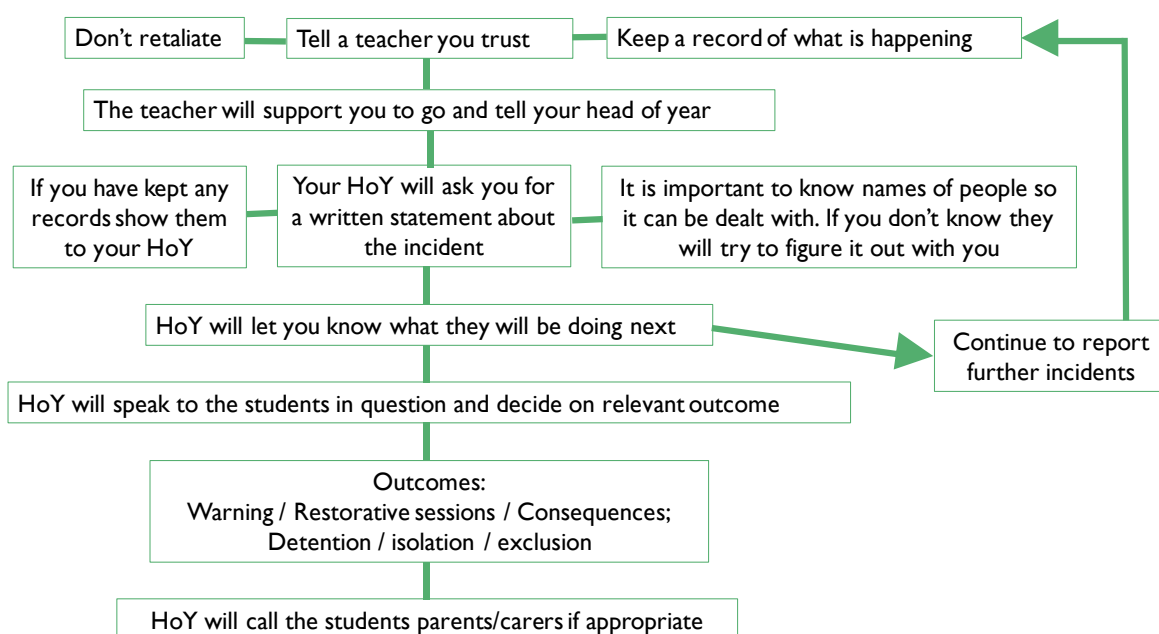 Don't retaliate
Tell a teacher you trust
Keep a record of what is happening
The teacher will support you to go and tell your head of year
If you have kept any
records show them
to your HoY
Your HoY will ask you for
a written statement about
the incident
It is important to know names of people so
it can be dealt with. If you don't know they
will try to figure it out with you
HoY will let you know what they will be doing next
Continue to report
further incidents
HoY will speak to the students in question and decide on relevant outcome
Outcomes:
Warning / Restorative sessions / Consequences;
Detention / isolation / exclusion
HoY will call the students parents/carers if appropriate